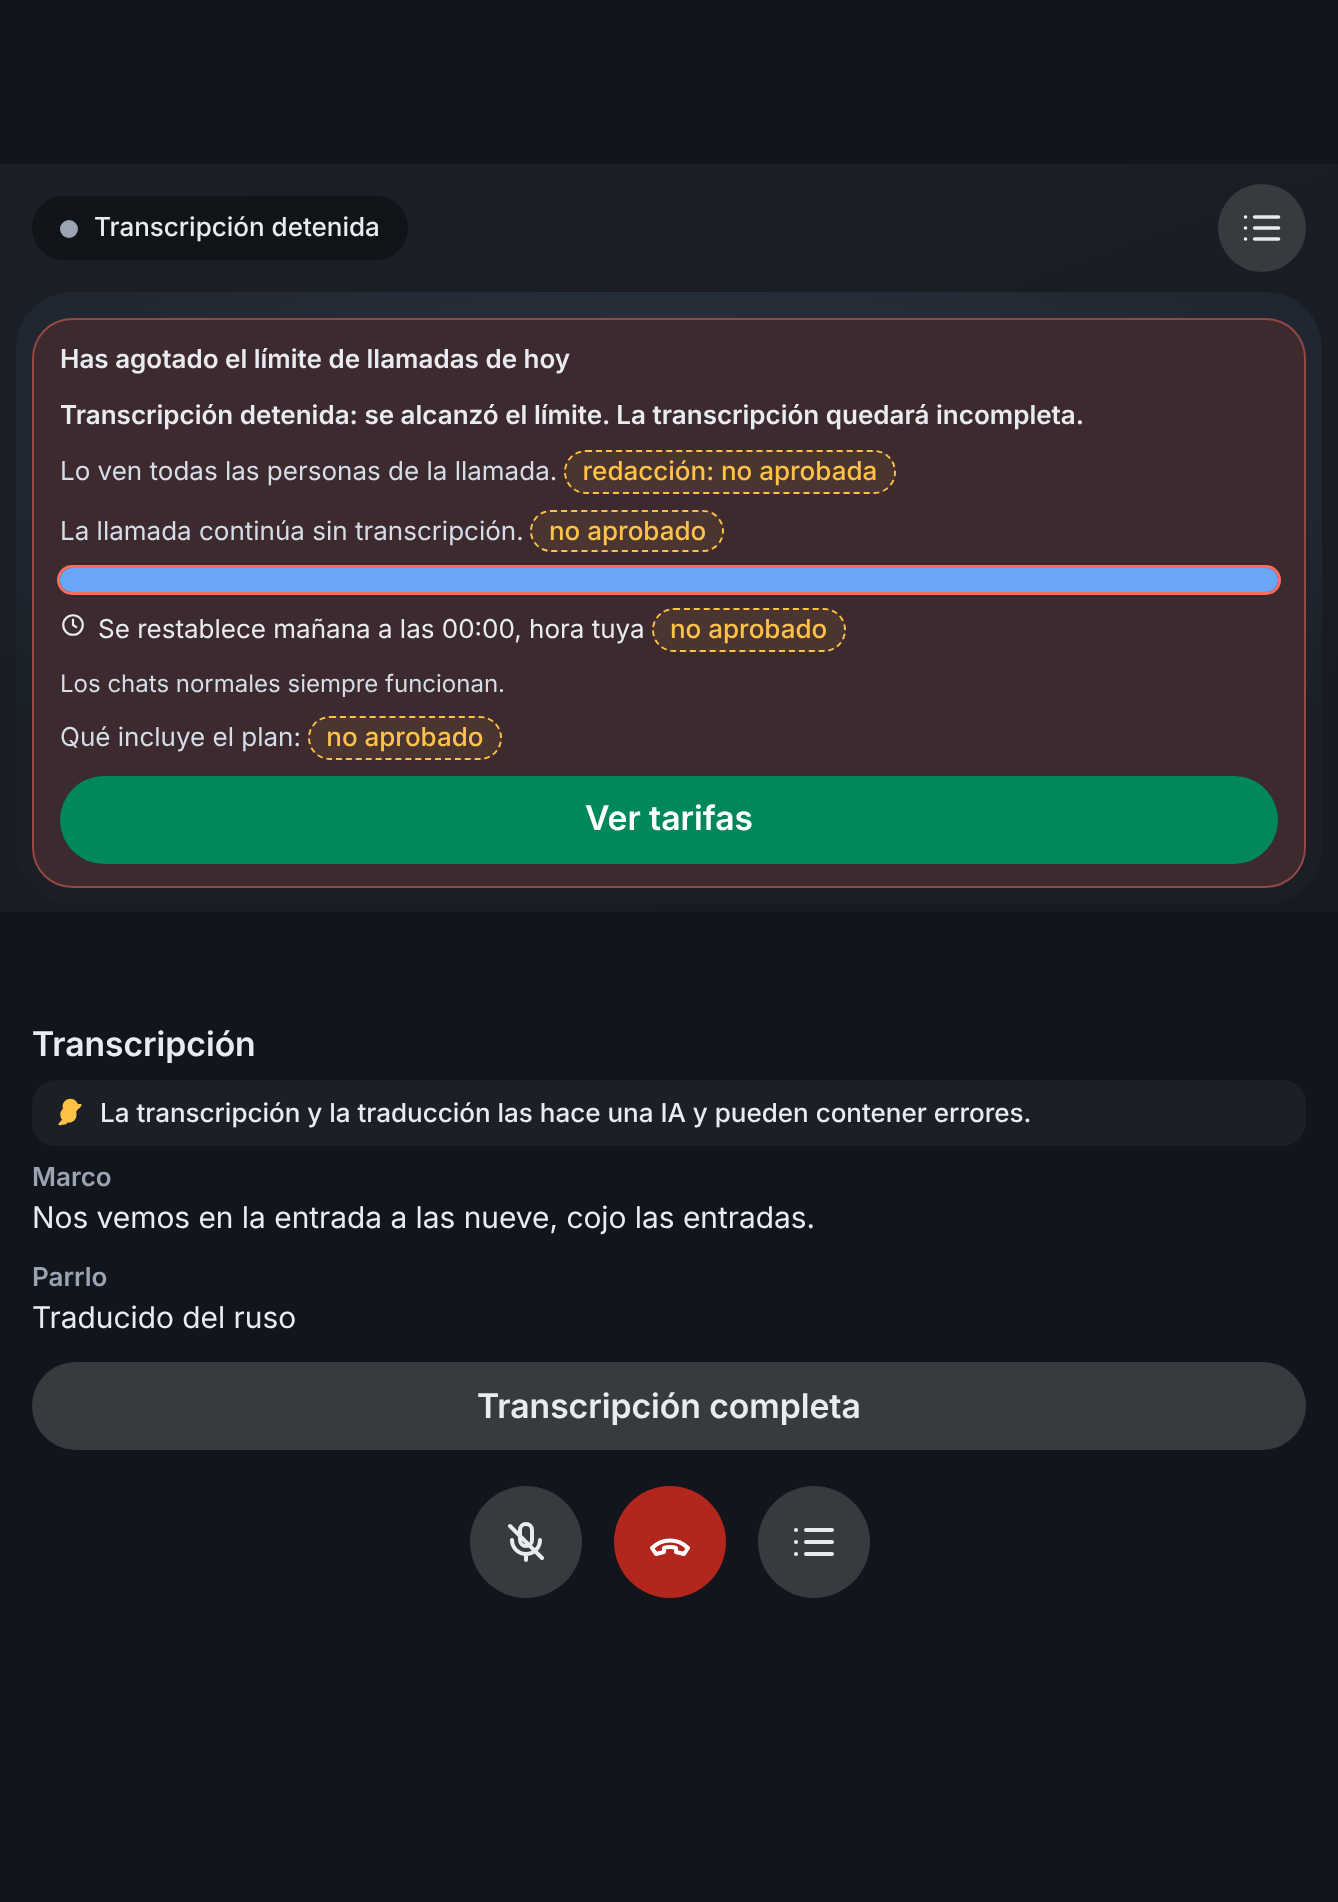 Transcripción detenida
Has agotado el límite de llamadas de hoy
Transcripción detenida: se alcanzó el límite. La transcripción quedará incompleta.
Lo ven todas las personas de la llamada. redacción: no aprobada
La llamada continúa sin transcripción. no aprobado
Se restablece mañana a las 00:00, hora tuya no aprobado
Los chats normales siempre funcionan.
Qué incluye el plan: no aprobado
Ver tarifas
Transcripción
La transcripción y la traducción las hace una IA y pueden contener errores.
Marco
Nos vemos en la entrada a las nueve, cojo las entradas.
Parrlo
Traducido del ruso
Transcripción completa